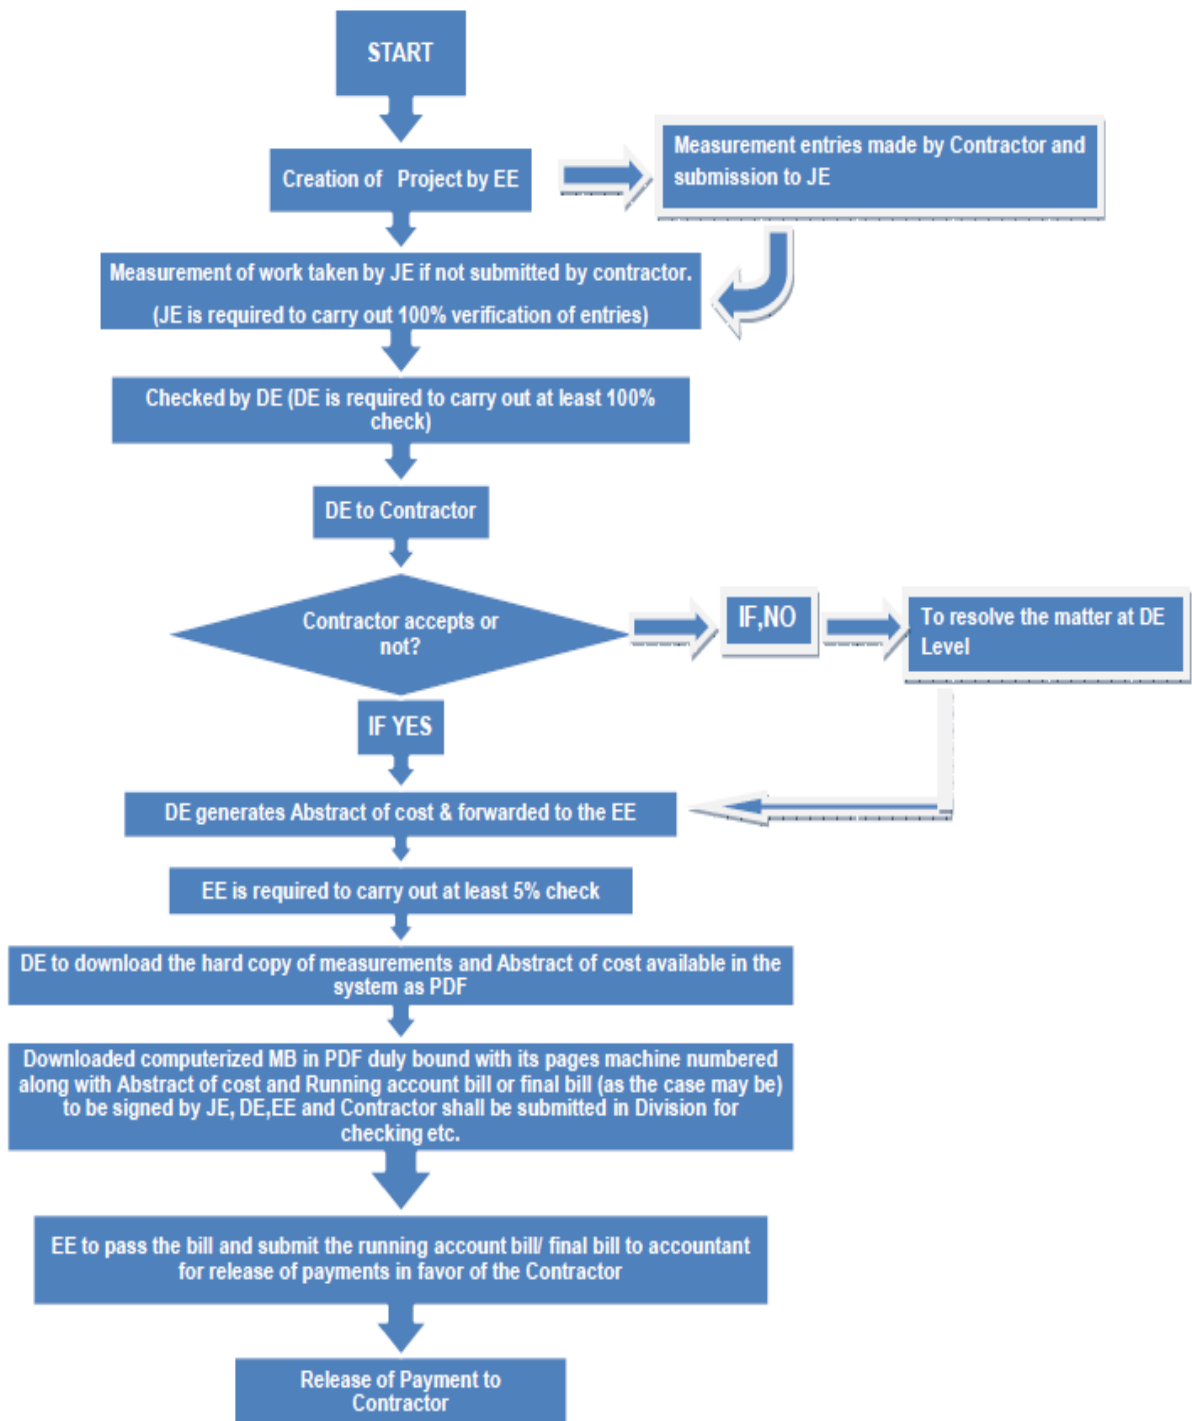 START
Creation of Project by EE
Measurement entries made by Contractor and
submission to JE
Measurement of work taken by JE if not submitted by contractor.
(JE is required to carry out 100% verification of entries)
Checked by DE (DE is required to carry out at least 100%
check)
DE to Contractor
Contractor accepts or
not?
IF,NO
To resolve the matter at DE
Level
IF YES
DE generates Abstract of cost & forwarded to the EE
EE is required to carry out at least 5% check
DE to download the hard copy of measurements and Abstract of cost available in the
system as PDF
Downloaded computerized MB in PDF duly bound with its pages machine numbered
along with Abstract of cost and Running account bill or final bill (as the case may be)
to be signed by JE, DE,EE and Contractor shall be submitted in Division for
checking etc.
EE to pass the bill and submit the running account bill/ final bill to accountant
for release of payments in favor of the Contractor
Release of Payment to
Contractor